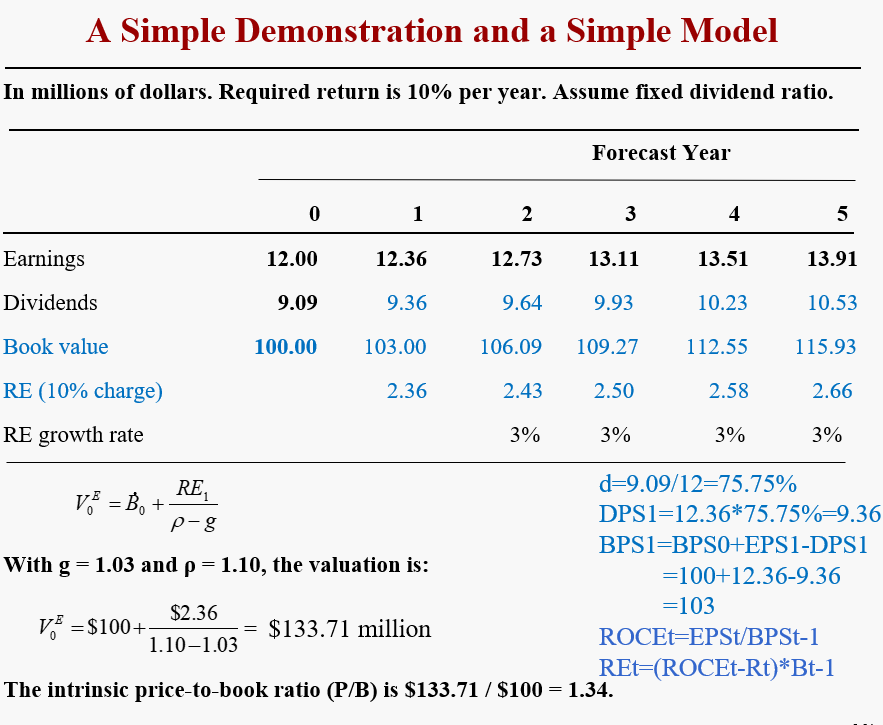 A Simple Demonstration and a Simple Model
In millions of dollars. Required return is 10% per year. Assume fixed dividend ratio.
Forecast Year
0 1 2 3 4 5
Earnings 12.00 12.36 12.73 13.11 13.51 13.91
Dividends 9.09 9.36 9.64 9.93 10.23 10.53
Book value 100.00 103.00 106.09 109.27 112.55 115.93
RE (10% charge) 2.36 2.43 2.50 2.58 2.66
RE growth rate 3% 3% 3% 3%
V₀ᴱ = B₀ + RE₁ / (ρ − g)
With g = 1.03 and ρ = 1.10, the valuation is:
V₀ᴱ = $100 + $2.36 / (1.10 − 1.03) = $133.71 million
The intrinsic price-to-book ratio (P/B) is $133.71 / $100 = 1.34.
d=9.09/12=75.75%
DPS1=12.36*75.75%=9.36
BPS1=BPS0+EPS1-DPS1
=100+12.36-9.36
=103
ROCEt=EPSt/BPSt-1
REt=(ROCEt-Rt)*Bt-1